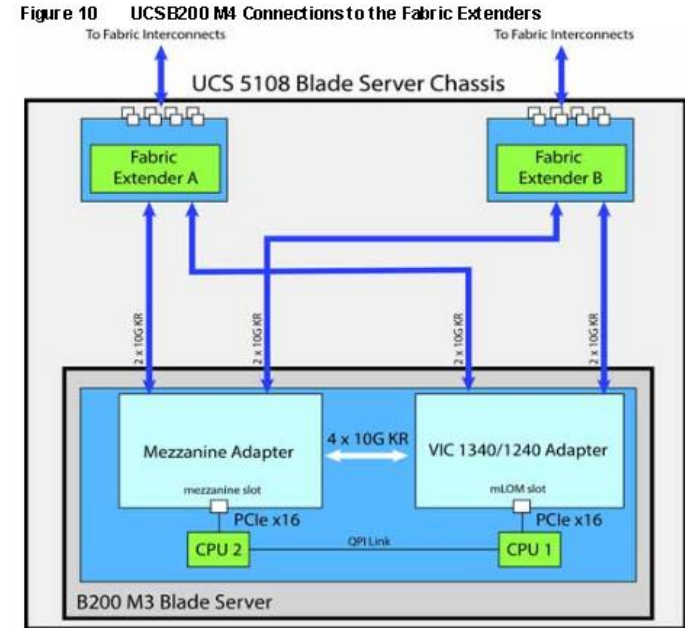 Figure 10 UCSB200 M4 Connections to the Fabric Extenders
To Fabric Interconnects
To Fabric Interconnects
UCS 5108 Blade Server Chassis
Fabric
Extender A
Fabric
Extender B
2 x 10G KR
2 x 10G KR
2 x 10G KR
2 x 10G KR
Mezzanine Adapter
4 x 10G KR
VIC 1340/1240 Adapter
mezzanine slot
mLOM slot
PCIe x16
PCIe x16
CPU 2
QPI Link
CPU 1
B200 M3 Blade Server